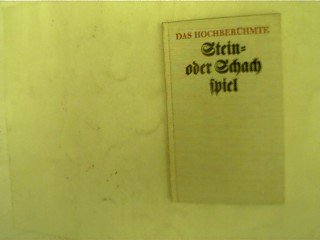 DAS HOCHBERÜHMTE
Stein=
oder Schach
spiel